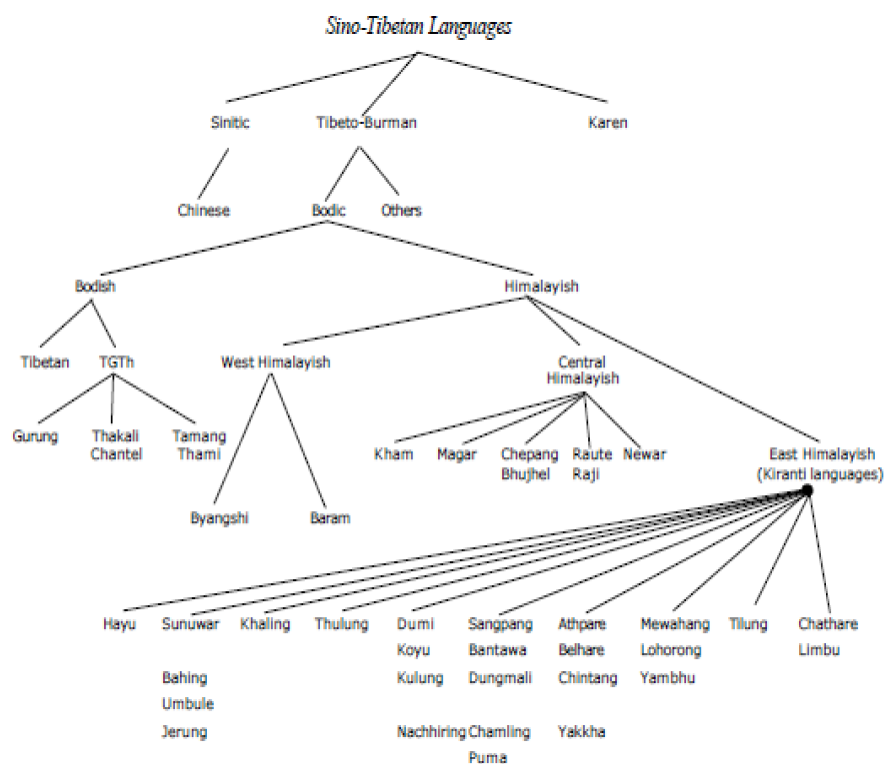 Sino-Tibetan Languages
Sinitic Tibeto-Burman Karen
Chinese Bodic Others
Bodish Himalayish
Tibetan TGTh West Himalayish Central
Himalayish
Gurung Thakali Tamang
Chantel Thami
Kham Magar Chepang Raute Newar East Himalayish
Bhujhel Raji (Kiranti languages)
Byangshi Baram
Hayu Sunuwar Khaling Thulung Dumi Sangpang Athpare Mewahang Tilung Chathare
Koyu Bantawa Belhare Lohorong Limbu
Bahing Kulung Dungmali Chintang Yambhu
Umbule
Jerung Nachhiring Chamling Yakkha
Puma